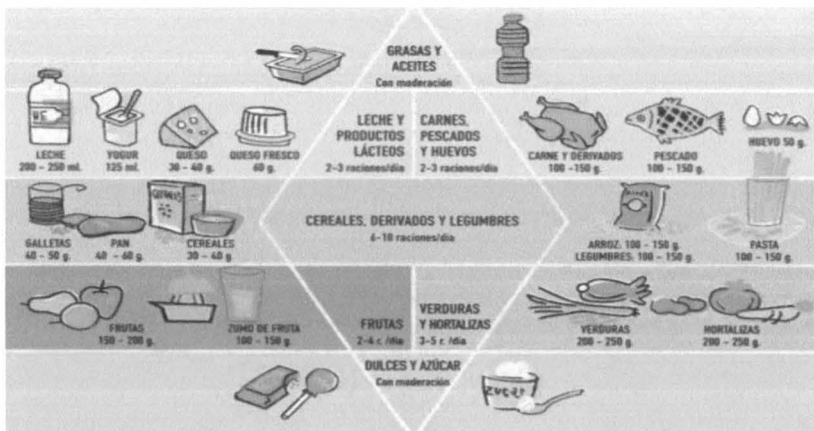 GRASAS Y
ACEITES
Con moderación
LECHE
200 - 250 ml.
YOGUR
125 ml.
QUESO
30 - 40 g.
QUESO FRESCO
60 g.
LECHE Y
PRODUCTOS
LÁCTEOS
2-3 raciones/día
CARNES,
PESCADOS
Y HUEVOS
2-3 raciones/día
CARNE Y DERIVADOS
100 -150 g.
PESCADO
100 - 150 g.
HUEVO 50 g.
GALLETAS
40 - 50 g.
PAN
40 - 60 g.
CEREALES
CEREALES
30 - 40 g.
CEREALES, DERIVADOS Y LEGUMBRES
6-10 raciones/día
ARROZ. 100 - 150 g.
LEGUMBRES. 100 - 150 g.
PASTA
100 - 150 g.
FRUTAS
150 - 200 g.
ZUMO DE FRUTA
100 - 150 g.
FRUTAS
2-4 r. /día
VERDURAS
Y HORTALIZAS
3-5 r. /día
VERDURAS
200 - 250 g.
HORTALIZAS
200 - 250 g.
DULCES Y AZÚCAR
Con moderación